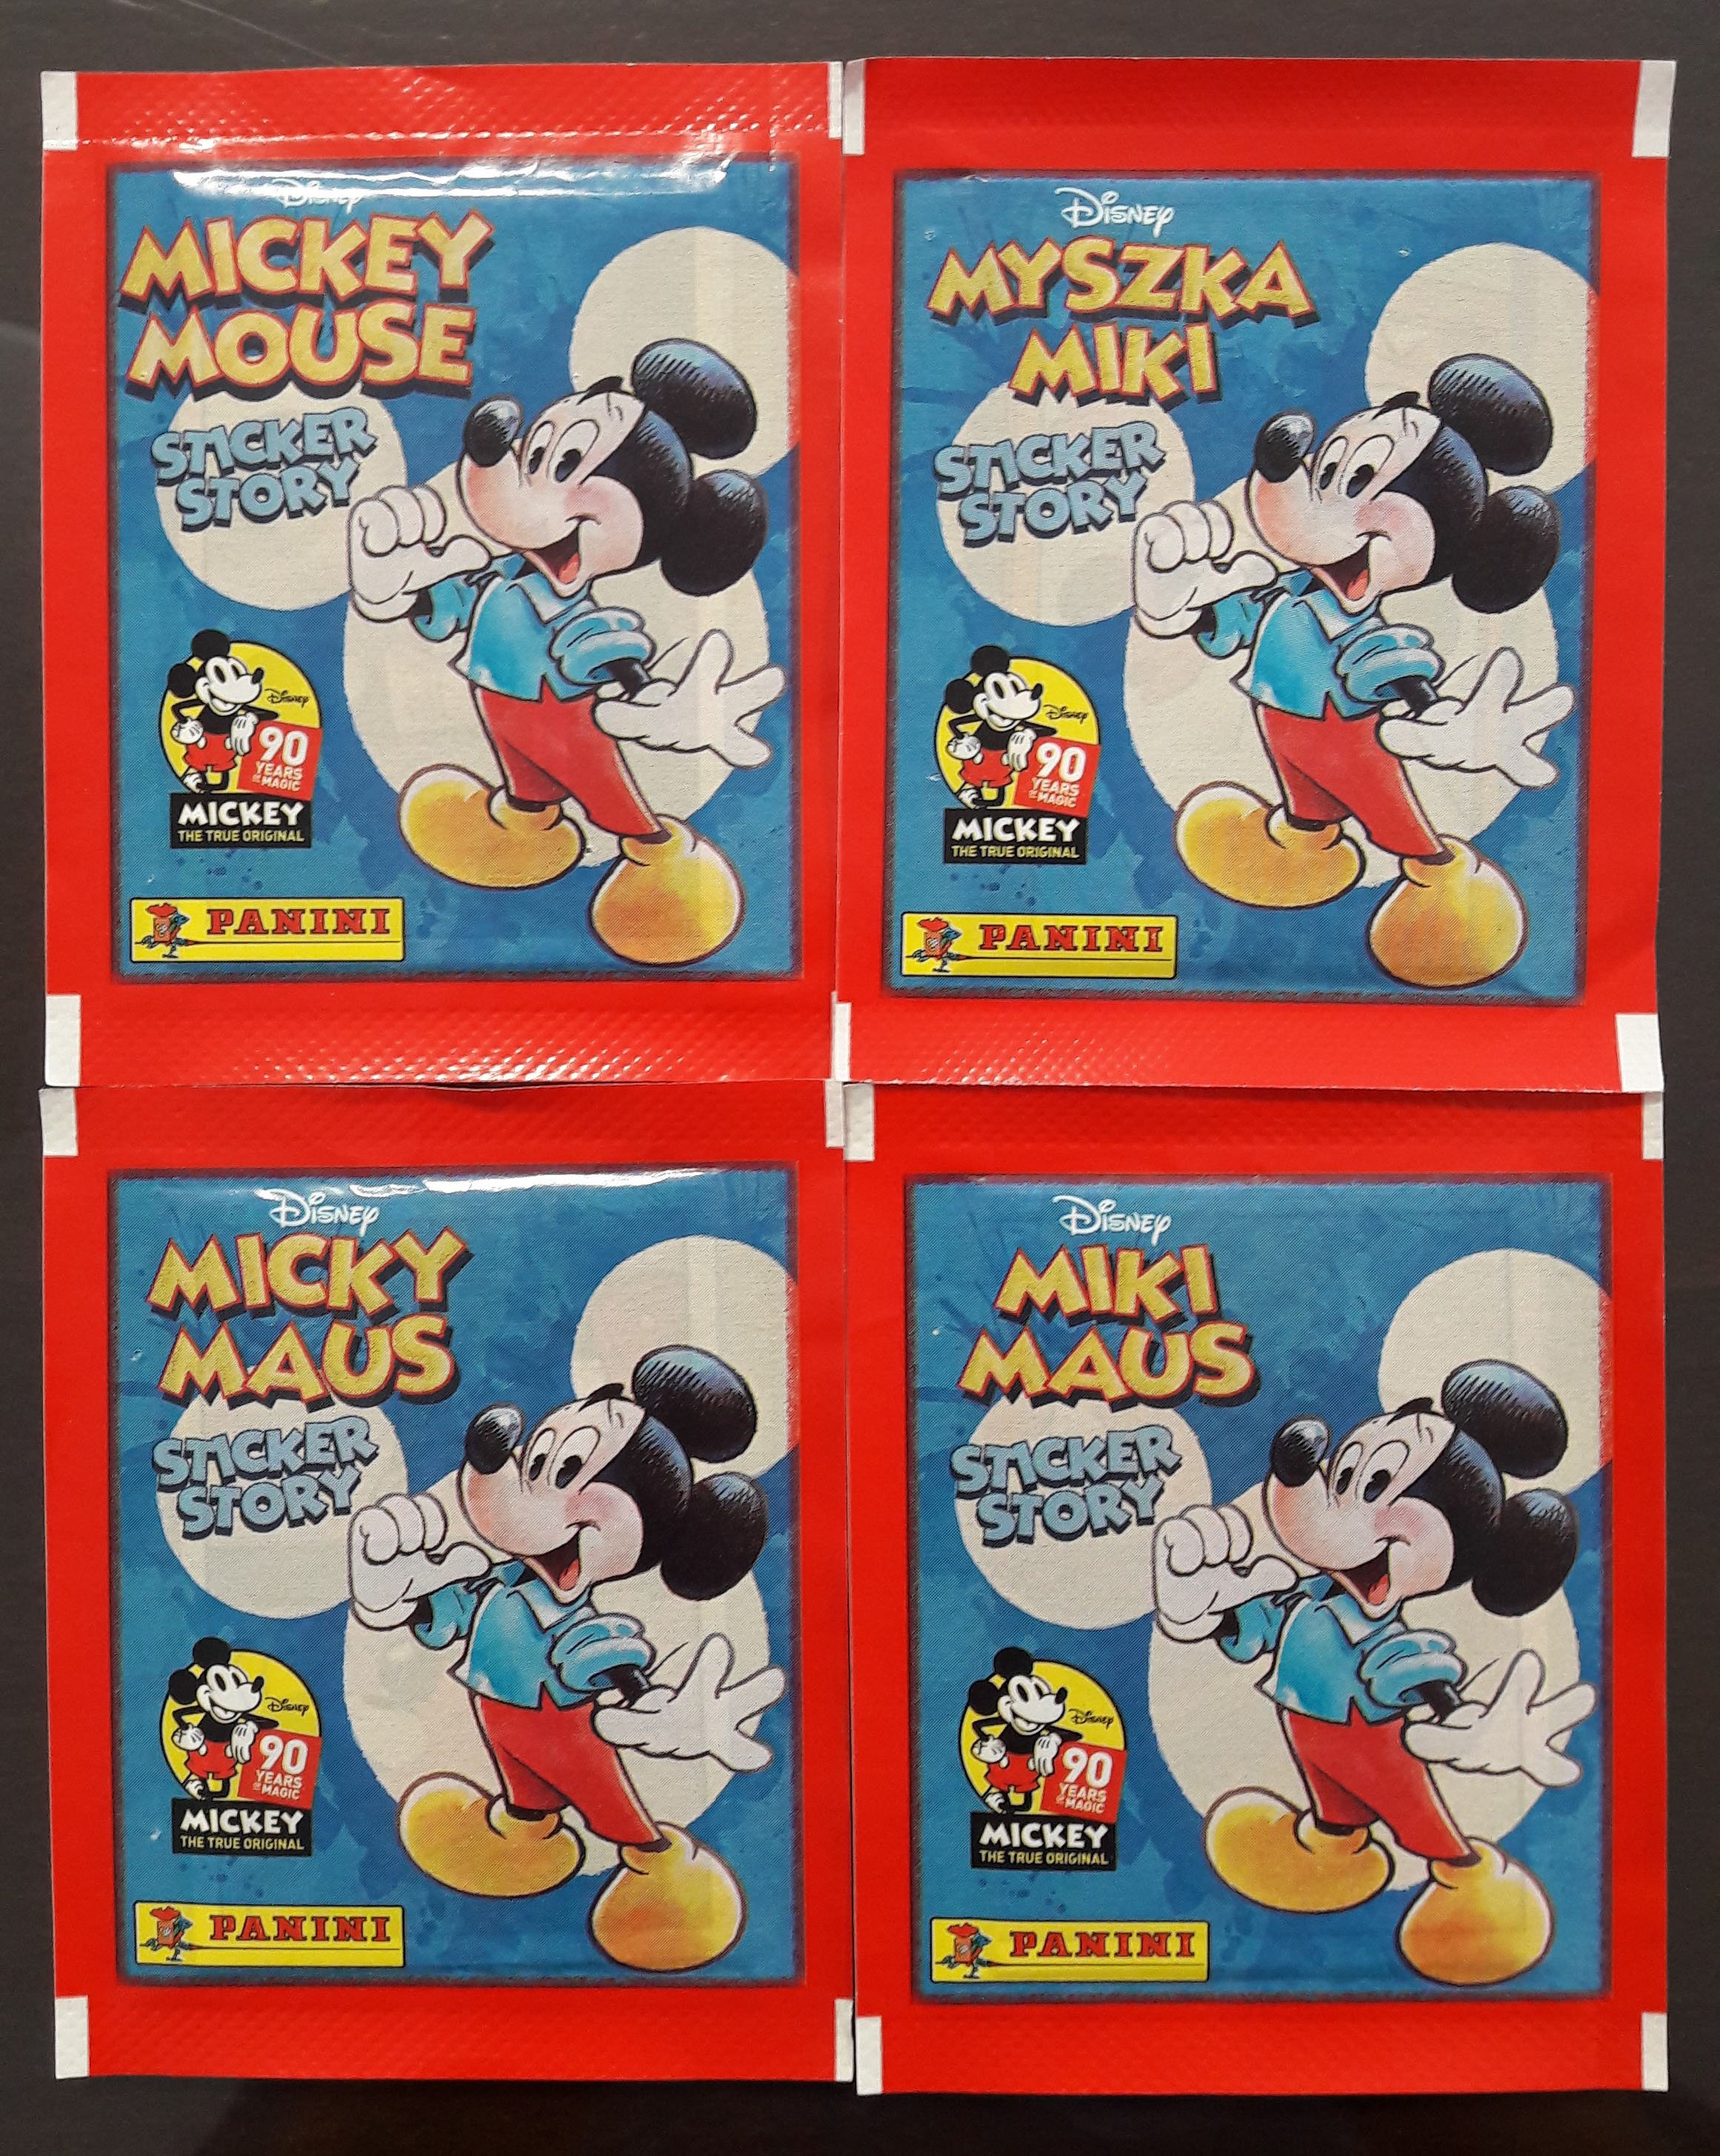 Disney
MICKEY
MOUSE
STICKER
STORY
Disney
90
YEARS
OF MAGIC
MICKEY
THE TRUE ORIGINAL
PANINI
Disney
MYSZKA
MIKI
STICKER
STORY
Disney
90
YEARS
OF MAGIC
MICKEY
THE TRUE ORIGINAL
PANINI
Disney
MICKY
MAUS
STICKER
STORY
Disney
90
YEARS
OF MAGIC
MICKEY
THE TRUE ORIGINAL
PANINI
Disney
MIKI
MAUS
STICKER
STORY
Disney
90
YEARS
OF MAGIC
MICKEY
THE TRUE ORIGINAL
PANINI